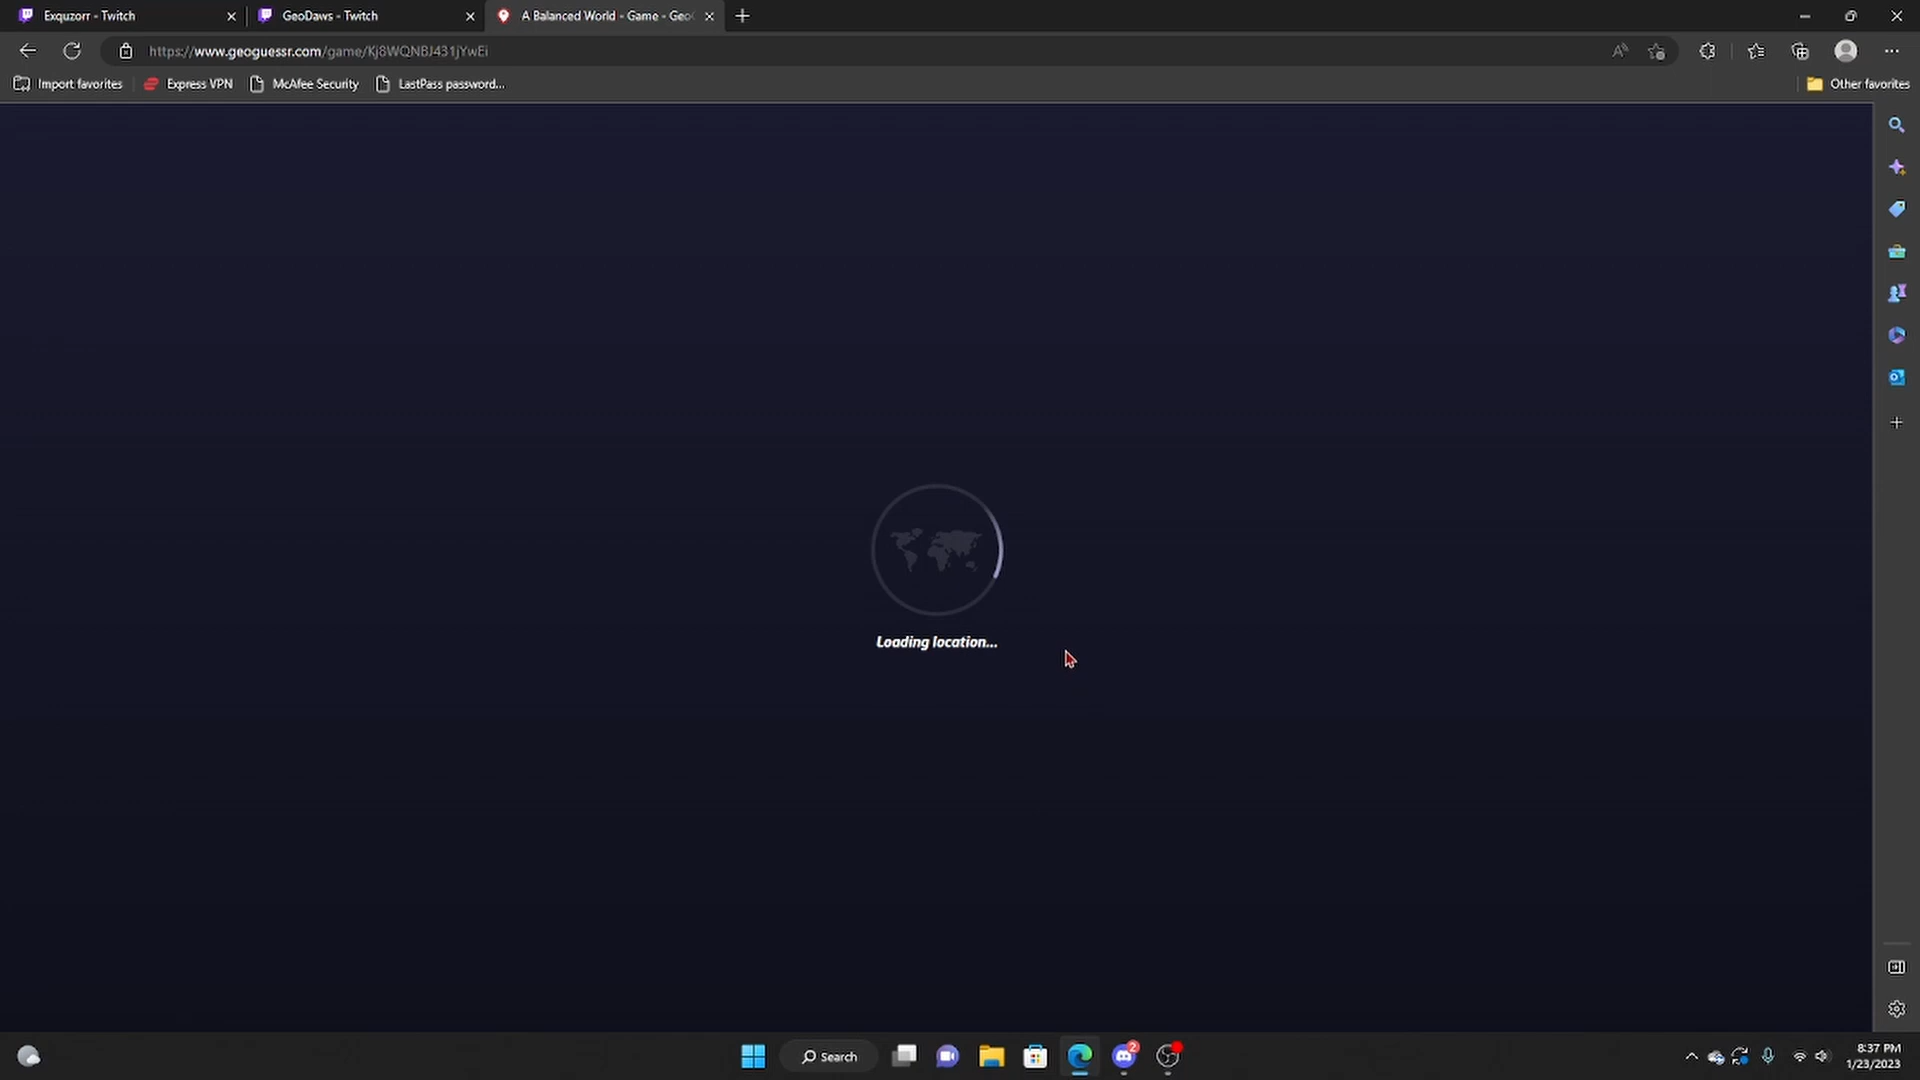 Exquzorr - Twitch
GeoDaws - Twitch
A Balanced World - Game - Geo
https://www.geoguessr.com/game/Kj8WQNBJ431jYwEi
Import favorites
Express VPN
McAfee Security
LastPass password...
Other favorites
Loading location...
Search
2
8:37 PM
1/23/2023